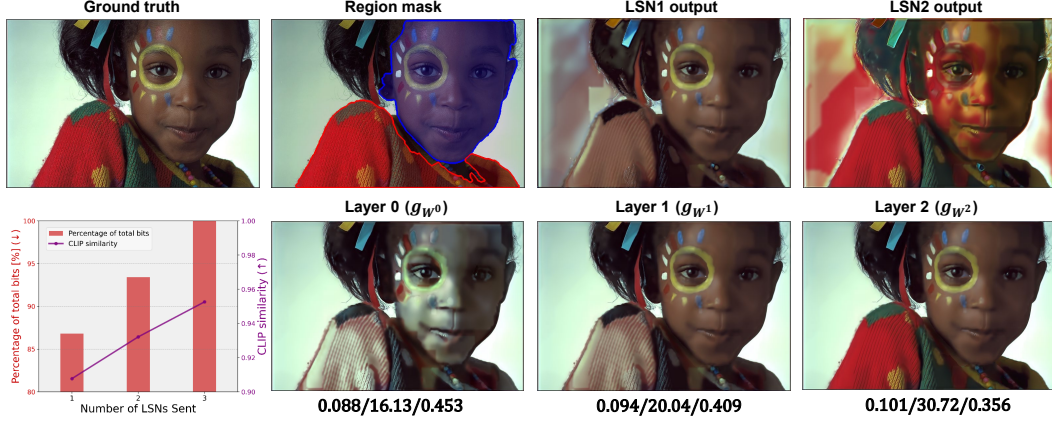 Ground truth
Region mask
LSN1 output
LSN2 output
Layer 0 (g_{W^0})
Layer 1 (g_{W^1})
Layer 2 (g_{W^2})
Percentage of total bits
CLIP similarity
Percentage of total bits [%] (↓)
100
95
90
85
80
1.00
0.98
0.96
0.94
0.92
0.90
CLIP similarity (↑)
1 2 3
Number of LSNs Sent
0.088/16.13/0.453
0.094/20.04/0.409
0.101/30.72/0.356